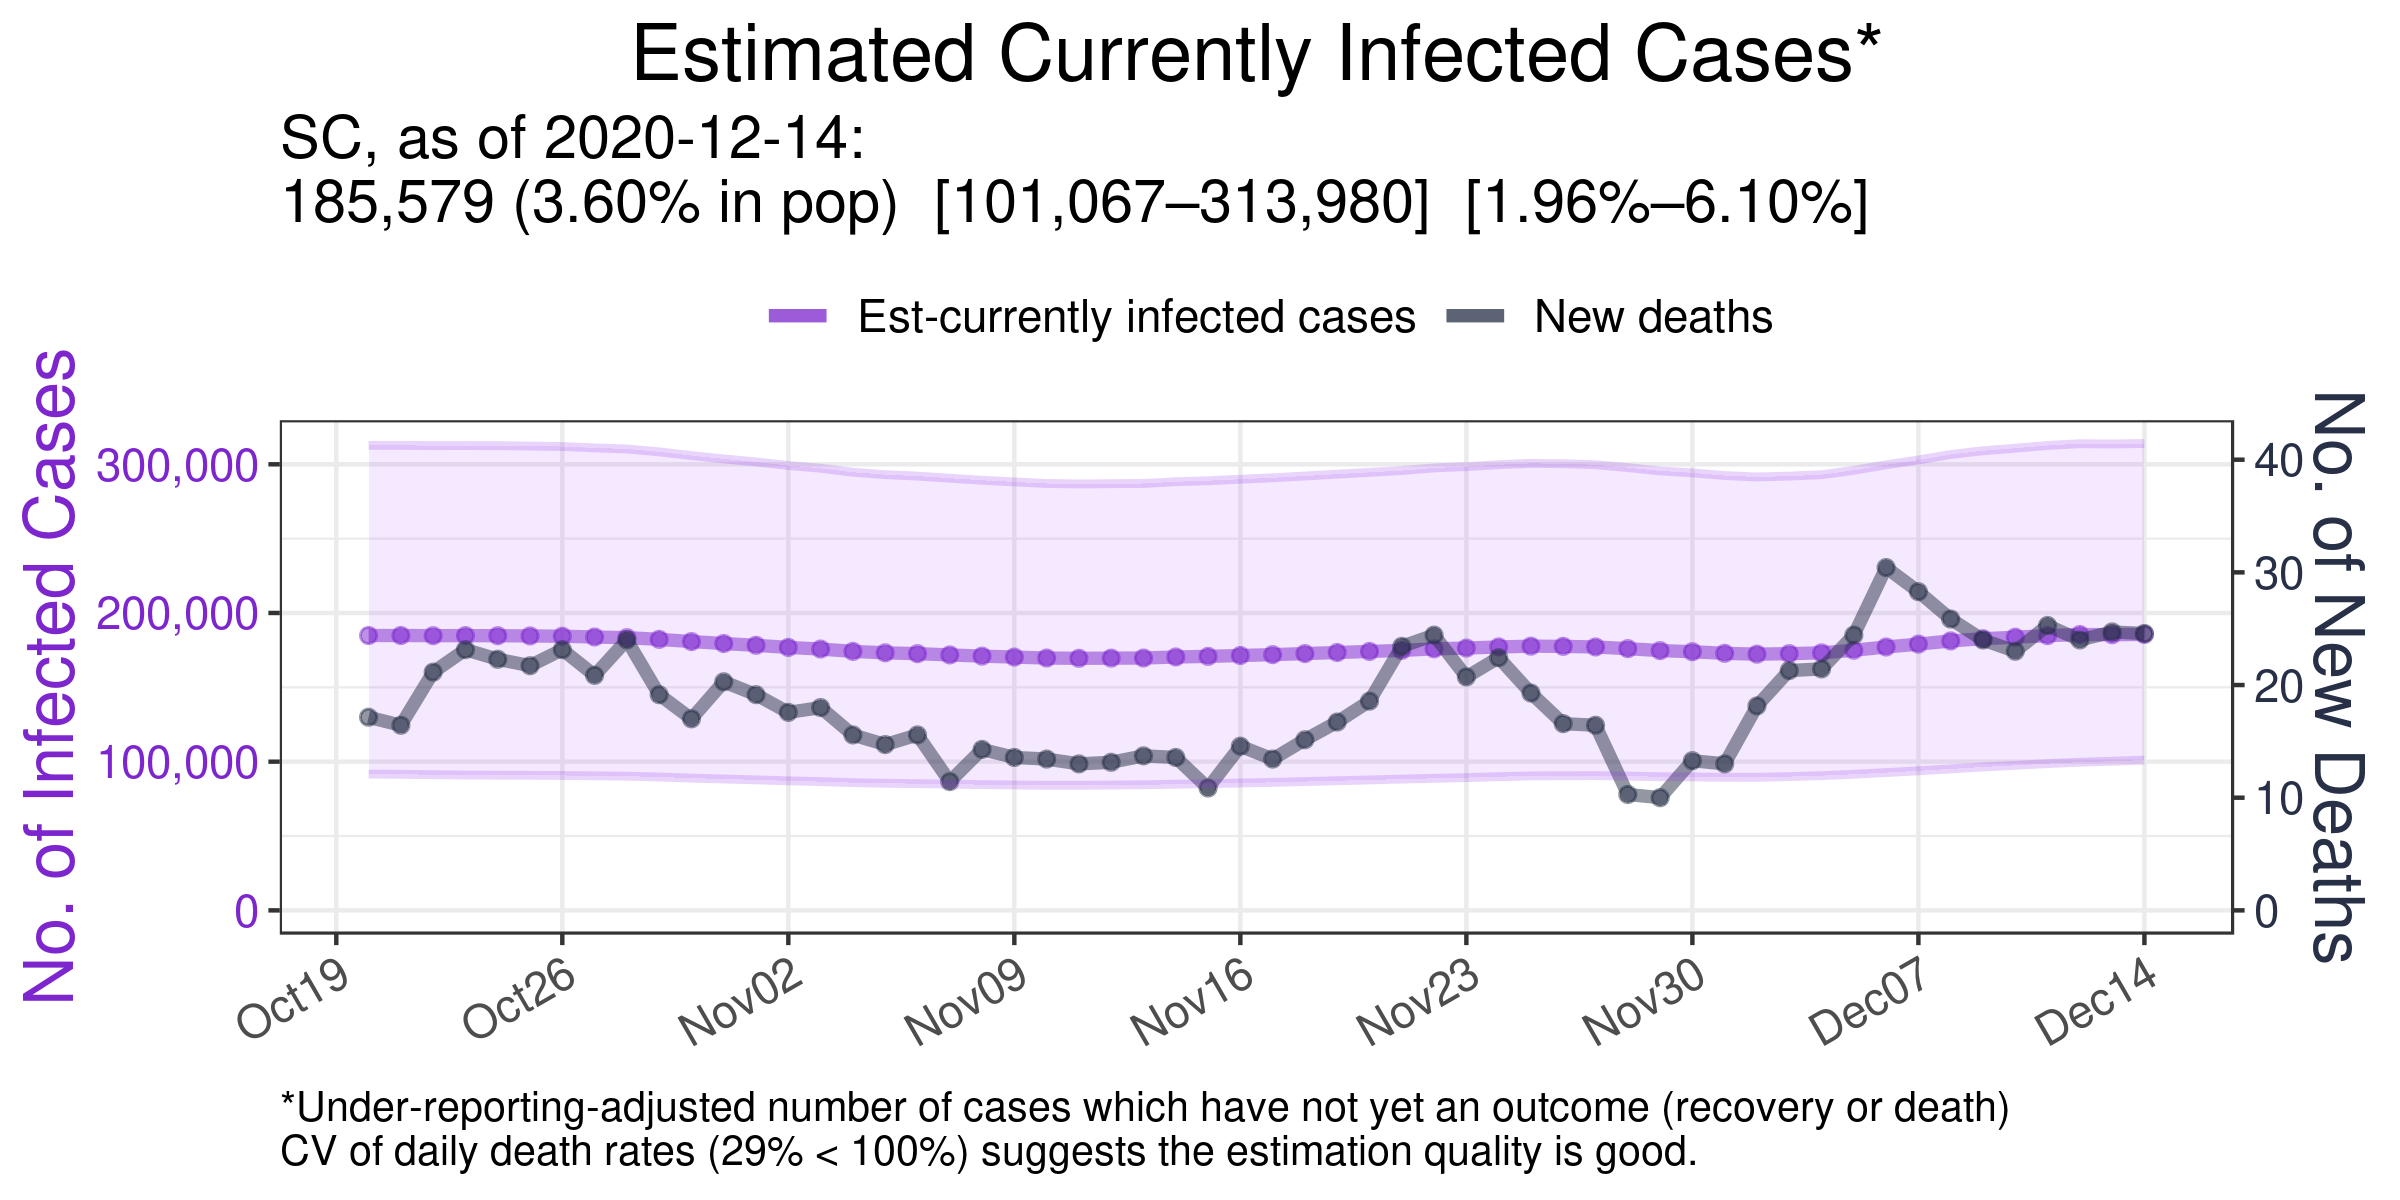 Estimated Currently Infected Cases*
SC, as of 2020-12-14:
185,579 (3.60% in pop)  [101,067–313,980]  [1.96%–6.10%]
Est-currently infected cases
New deaths
No. of Infected Cases
300,000
200,000
100,000
0
40
30
20
10
0
No. of New Deaths
Oct19
Oct26
Nov02
Nov09
Nov16
Nov23
Nov30
Dec07
Dec14
*Under-reporting-adjusted number of cases which have not yet an outcome (recovery or death)
CV of daily death rates (29% < 100%) suggests the estimation quality is good.